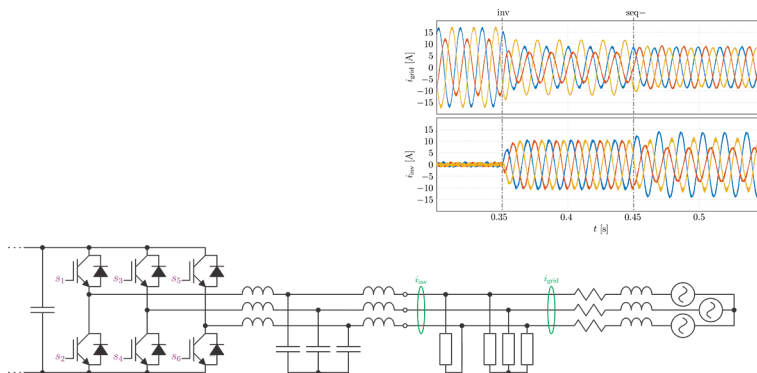 inv seq−
15
10
5
0
−5
−10
−15
i_grid [A]
15
10
5
0
−5
−10
−15
i_inv [A]
0.35 0.4 0.45 0.5
t [s]
s₁ s₃ s₅
i_inv i_grid
s₂ s₄ s₆